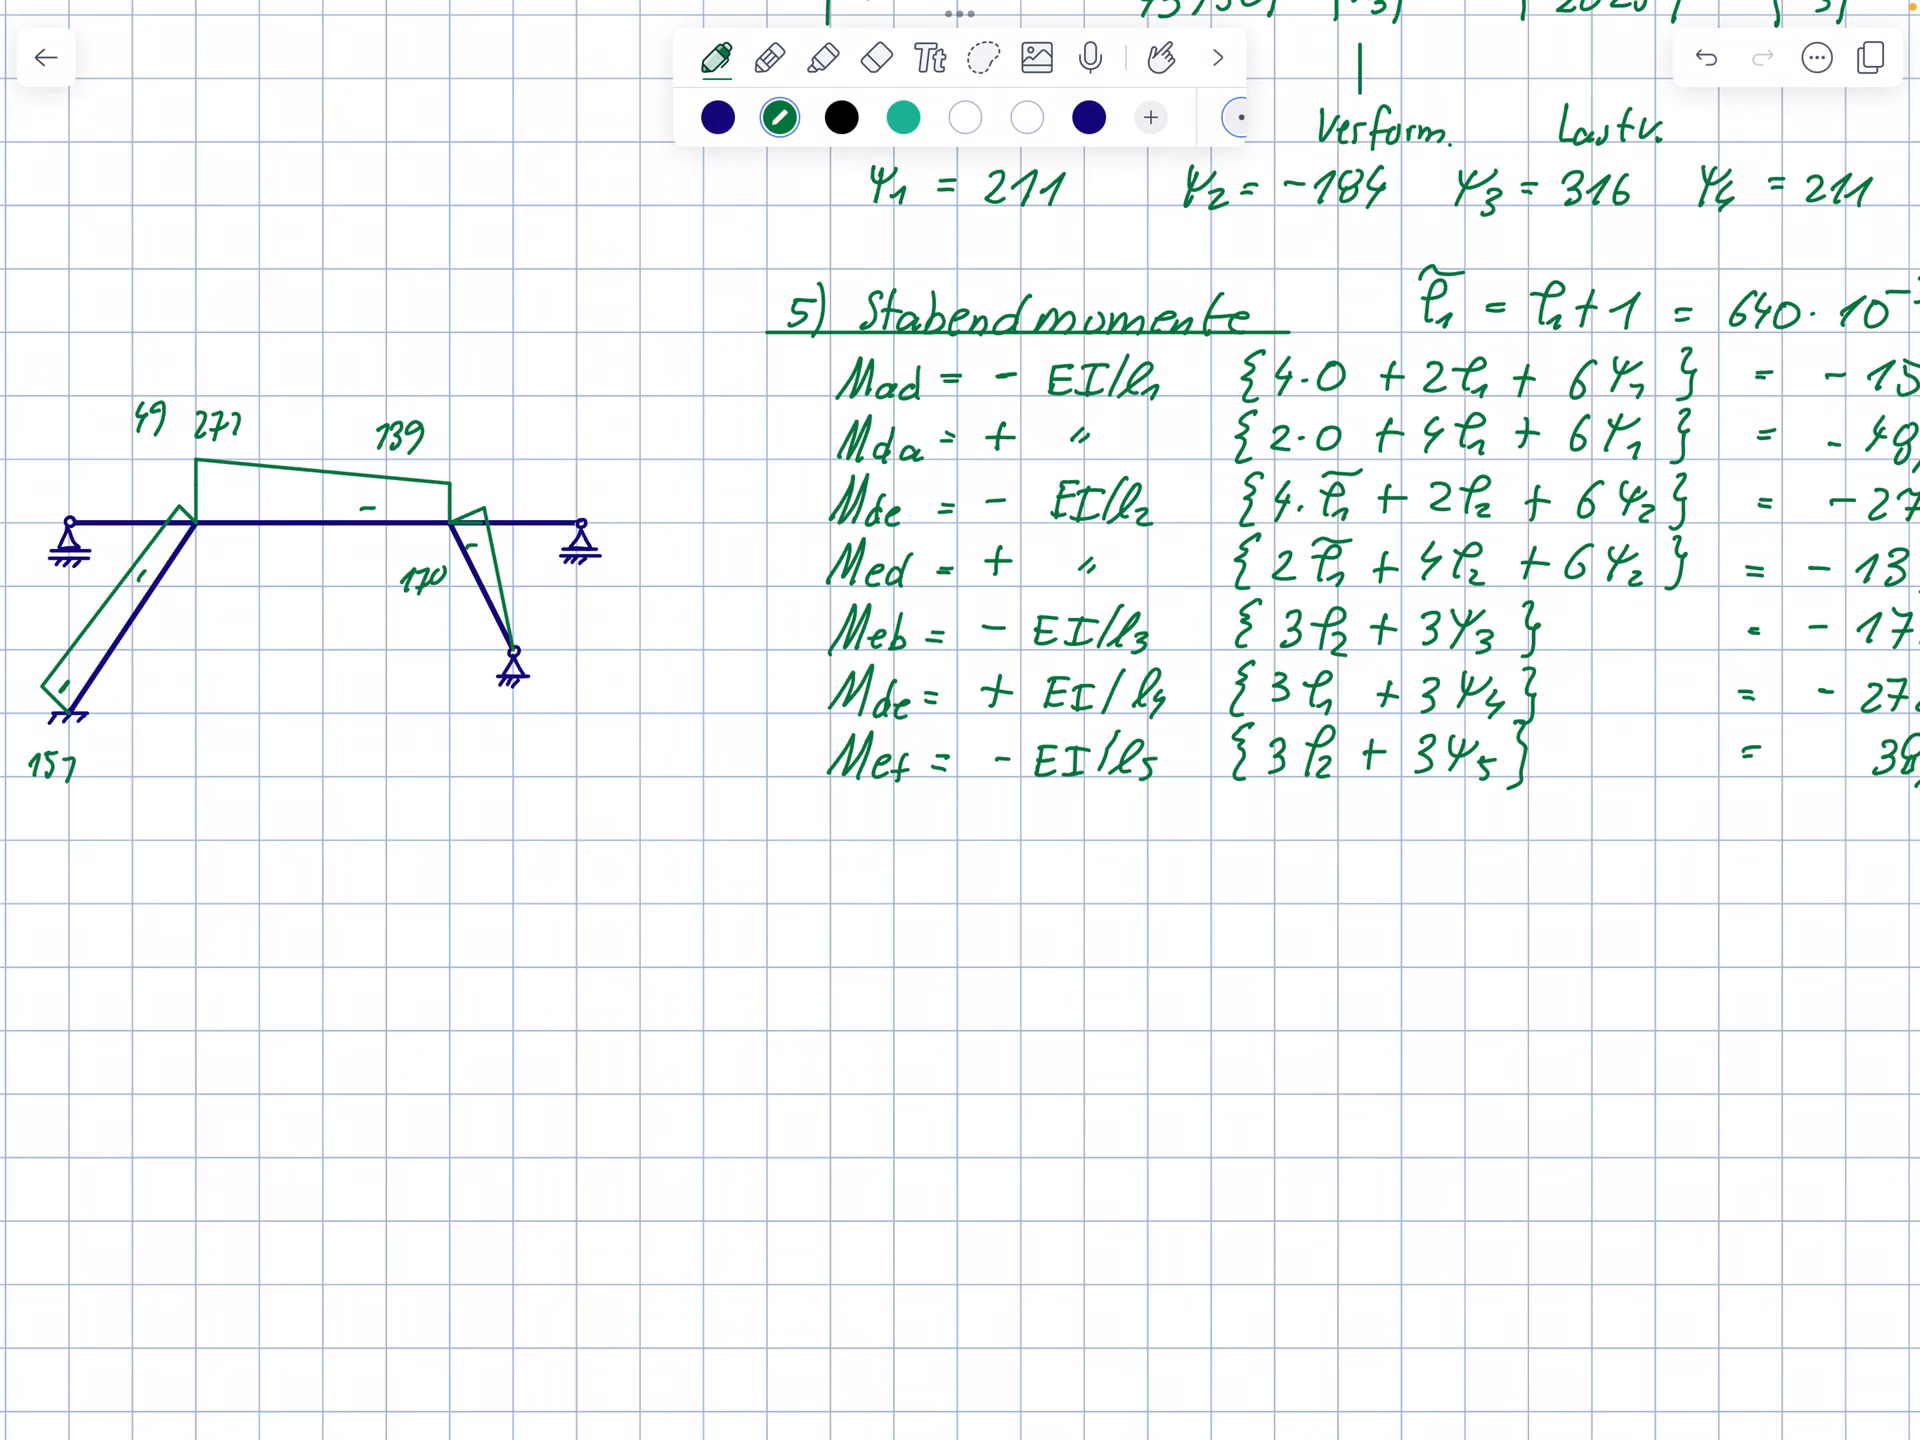 Tt
Verform. Lastv.
Ψ1 = 211 Ψ2 = -184 Ψ3 = 316 Ψ4 = 211
5) Stabendmomente φ̃1 = φ1 + 1 = 640 · 10
Mad = - EI/l1 {4·0 + 2φ1 + 6Ψ1} = - 15
Mda = + " {2·0 + 4φ1 + 6Ψ1} = - 48,
Mde = - EI/l2 {4·φ̃1 + 2φ2 + 6Ψ2} = - 27
Med = + " {2φ̃1 + 4φ2 + 6Ψ2} = - 13,
Meb = - EI/l3 {3φ2 + 3Ψ3} = - 17,
Mde = + EI/l4 {3φ1 + 3Ψ4} = - 27,
Mef = - EI/l5 {3φ2 + 3Ψ5} = 38,
49 277 139
-
170
157